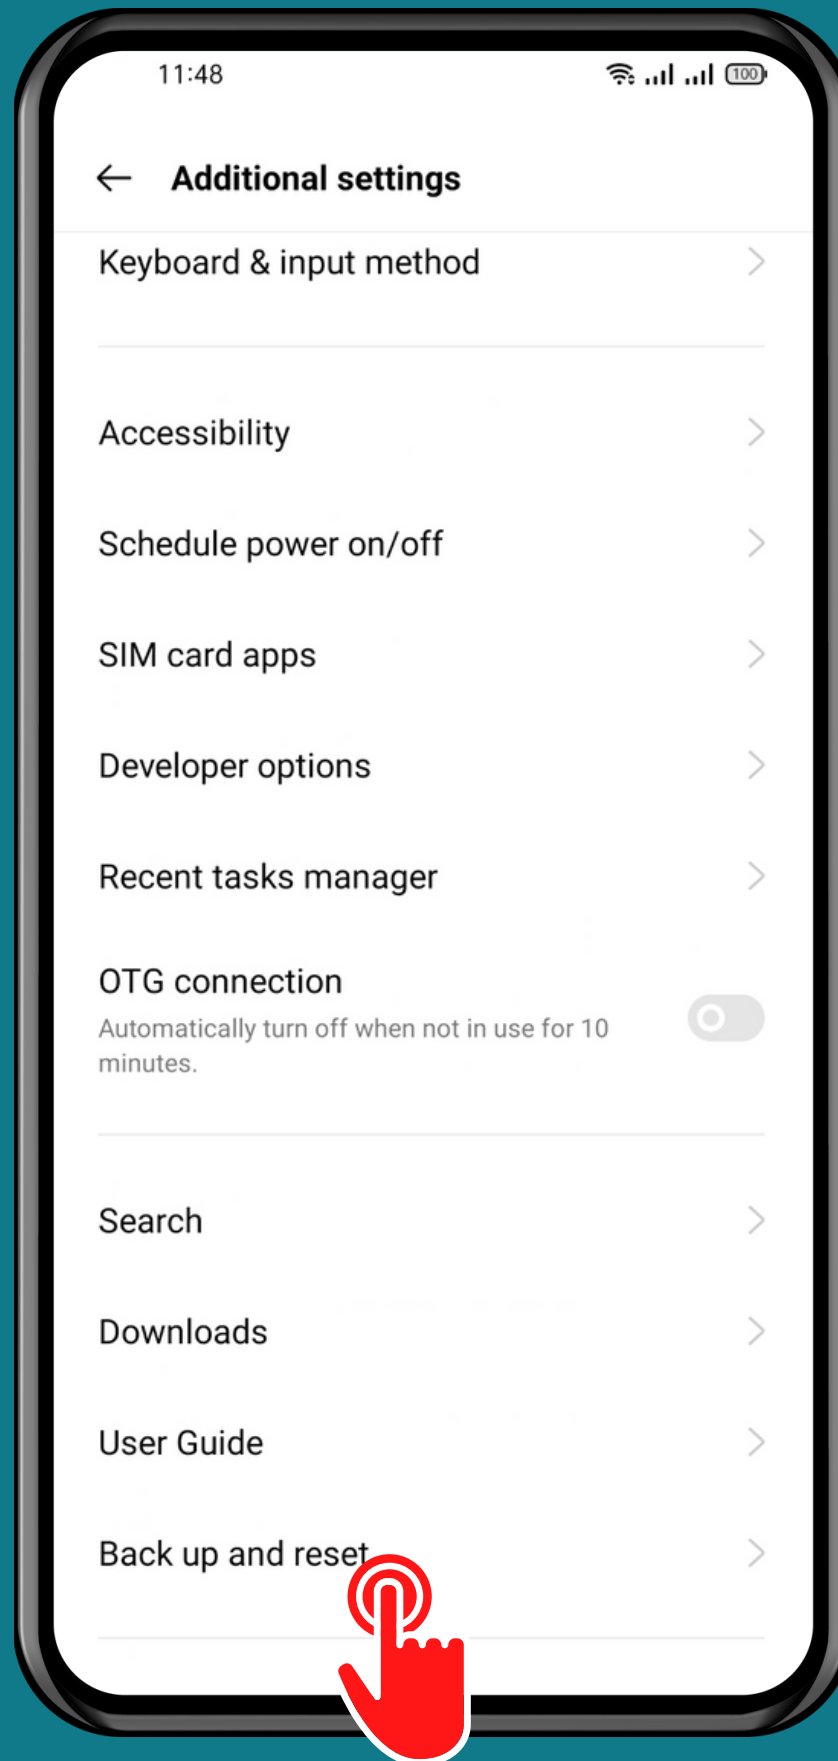 11:48
100
Additional settings
Keyboard & input method
Accessibility
Schedule power on/off
SIM card apps
Developer options
Recent tasks manager
OTG connection
Automatically turn off when not in use for 10
minutes.
Search
Downloads
User Guide
Back up and reset